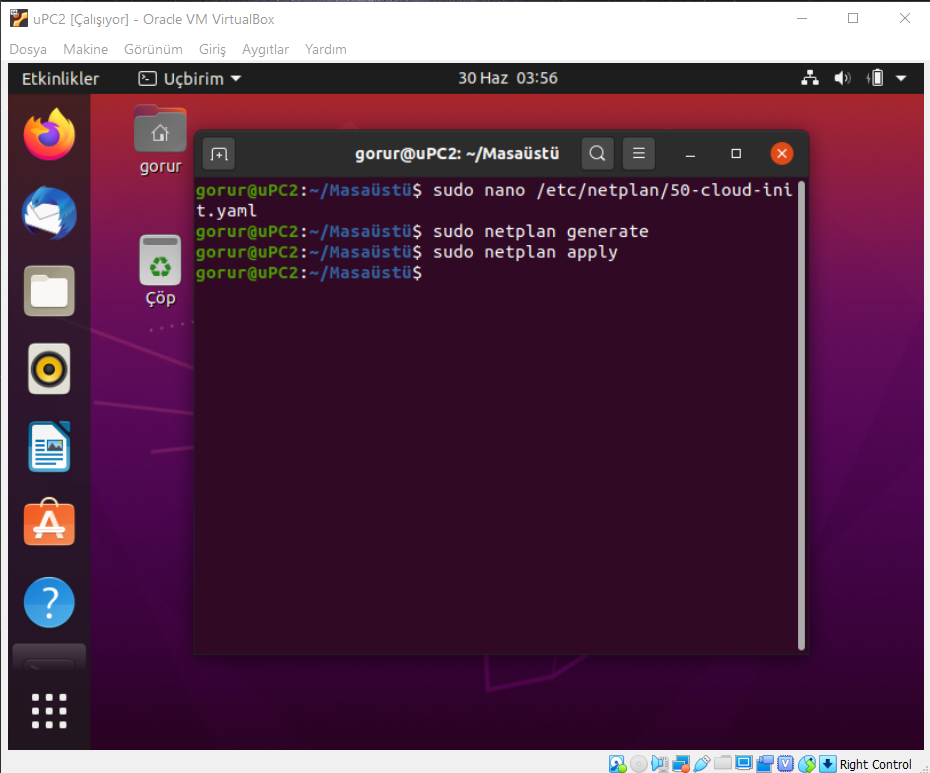 uPC2 [Çalışıyor] - Oracle VM VirtualBox
Dosya Makine Görünüm Giriş Aygıtlar Yardım
Etkinlikler Uçbirim 30 Haz 03:56
gorur
Çöp
gorur@uPC2: ~/Masaüstü
gorur@uPC2:~/Masaüstü$ sudo nano /etc/netplan/50-cloud-ini
t.yaml
gorur@uPC2:~/Masaüstü$ sudo netplan generate
gorur@uPC2:~/Masaüstü$ sudo netplan apply
gorur@uPC2:~/Masaüstü$
Right Control